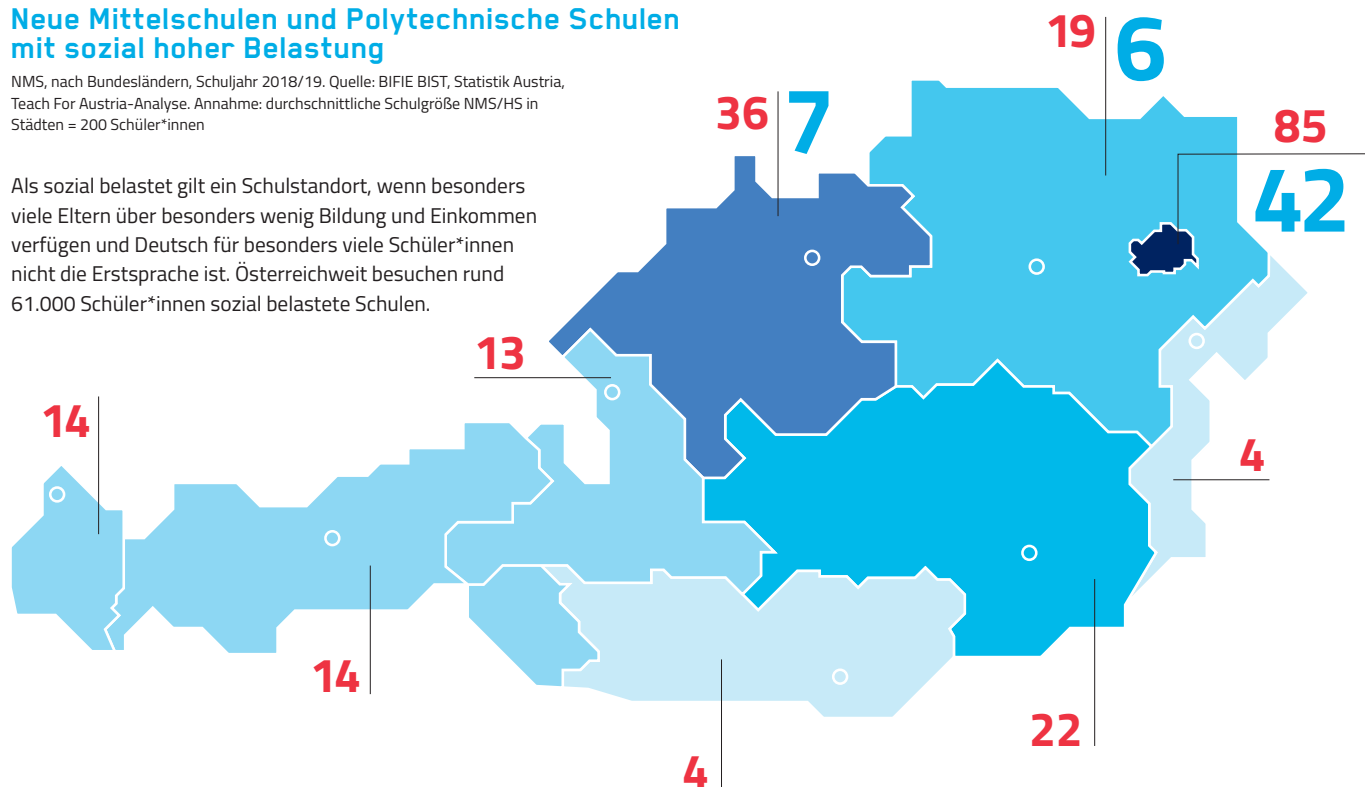 Neue Mittelschulen und Polytechnische Schulen
mit sozial hoher Belastung
NMS, nach Bundesländern, Schuljahr 2018/19. Quelle: BIFIE BIST, Statistik Austria,
Teach For Austria-Analyse. Annahme: durchschnittliche Schulgröße NMS/HS in
Städten = 200 Schüler*innen
Als sozial belastet gilt ein Schulstandort, wenn besonders
viele Eltern über besonders wenig Bildung und Einkommen
verfügen und Deutsch für besonders viele Schüler*innen
nicht die Erstsprache ist. Österreichweit besuchen rund
61.000 Schüler*innen sozial belastete Schulen.
19 6
36 7
85
42
13
14
4
14
22
4